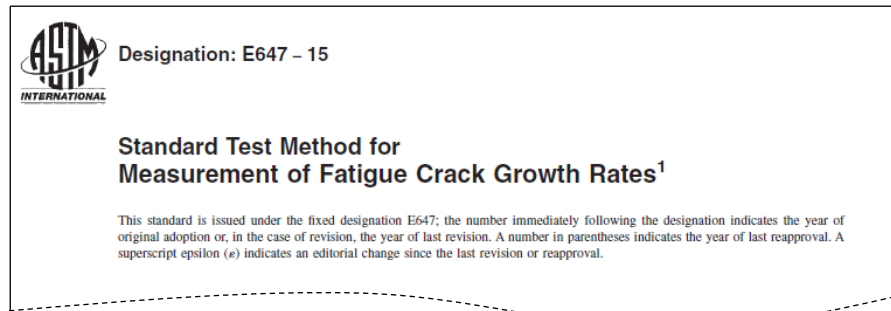 ASTM
INTERNATIONAL
Designation: E647 – 15
Standard Test Method for
Measurement of Fatigue Crack Growth Rates1
This standard is issued under the fixed designation E647; the number immediately following the designation indicates the year of
original adoption or, in the case of revision, the year of last revision. A number in parentheses indicates the year of last reapproval. A
superscript epsilon (ε) indicates an editorial change since the last revision or reapproval.